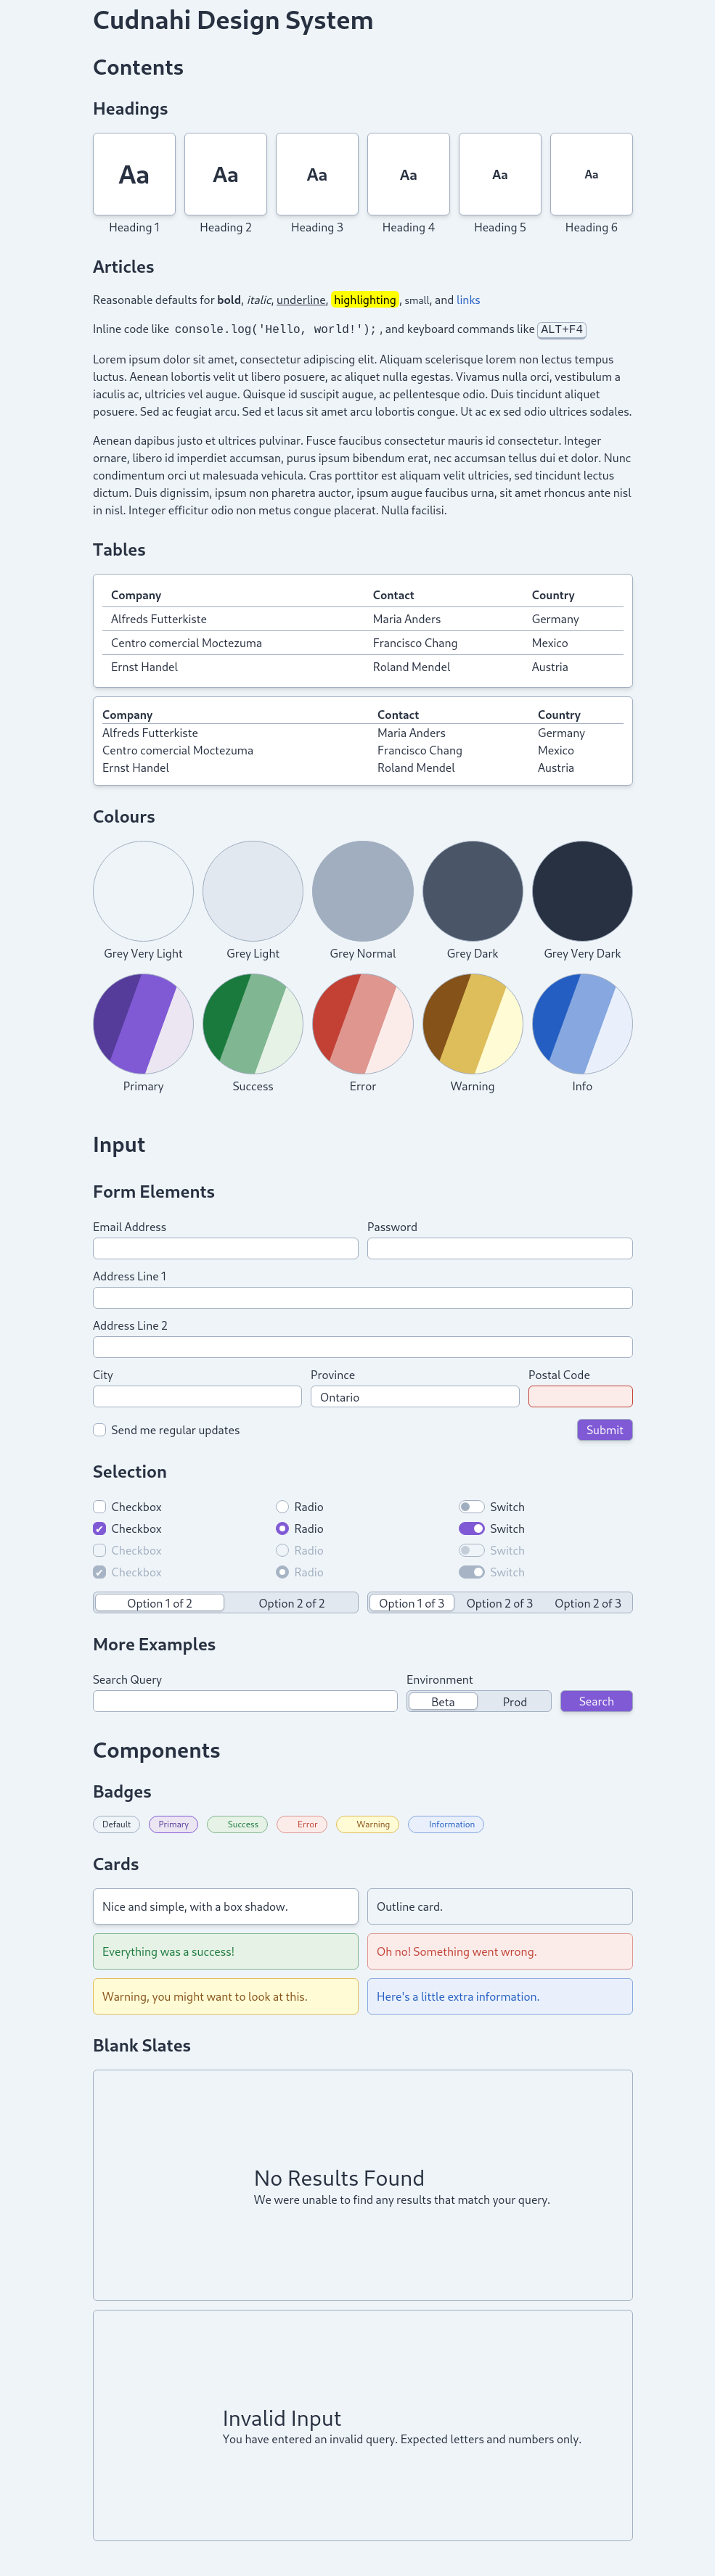 Cudnahi Design System
Contents
Headings
Aa Aa Aa Aa Aa Aa
Heading 1 Heading 2 Heading 3 Heading 4 Heading 5 Heading 6
Articles
Reasonable defaults for bold, italic, underline, highlighting, small, and links
Inline code like console.log('Hello, world!');, and keyboard commands like ALT+F4
Lorem ipsum dolor sit amet, consectetur adipiscing elit. Aliquam scelerisque lorem non lectus tempus
luctus. Aenean lobortis velit ut libero posuere, ac aliquet nulla egestas. Vivamus nulla orci, vestibulum a
iaculis ac, ultricies vel augue. Quisque id suscipit augue, ac pellentesque odio. Duis tincidunt aliquet
posuere. Sed ac feugiat arcu. Sed et lacus sit amet arcu lobortis congue. Ut ac ex sed odio ultrices sodales.
Aenean dapibus justo et ultrices pulvinar. Fusce faucibus consectetur mauris id consectetur. Integer
ornare, libero id imperdiet accumsan, purus ipsum bibendum erat, nec accumsan tellus dui et dolor. Nunc
condimentum orci ut malesuada vehicula. Cras porttitor est aliquam velit ultricies, sed tincidunt lectus
dictum. Duis dignissim, ipsum non pharetra auctor, ipsum augue faucibus urna, sit amet rhoncus ante nisl
in nisl. Integer efficitur odio non metus congue placerat. Nulla facilisi.
Tables
Company Contact Country
Alfreds Futterkiste Maria Anders Germany
Centro comercial Moctezuma Francisco Chang Mexico
Ernst Handel Roland Mendel Austria
Company Contact Country
Alfreds Futterkiste Maria Anders Germany
Centro comercial Moctezuma Francisco Chang Mexico
Ernst Handel Roland Mendel Austria
Colours
Grey Very Light Grey Light Grey Normal Grey Dark Grey Very Dark
Primary Success Error Warning Info
Input
Form Elements
Email Address Password
Address Line 1
Address Line 2
City Province Postal Code
Ontario
Send me regular updates Submit
Selection
Checkbox Radio Switch
Checkbox Radio Switch
Checkbox Radio Switch
Checkbox Radio Switch
Option 1 of 2 Option 2 of 2 Option 1 of 3 Option 2 of 3 Option 2 of 3
More Examples
Search Query Environment
Beta Prod Search
Components
Badges
Default Primary Success Error Warning Information
Cards
Nice and simple, with a box shadow. Outline card.
Everything was a success! Oh no! Something went wrong.
Warning, you might want to look at this. Here's a little extra information.
Blank Slates
No Results Found
We were unable to find any results that match your query.
Invalid Input
You have entered an invalid query. Expected letters and numbers only.